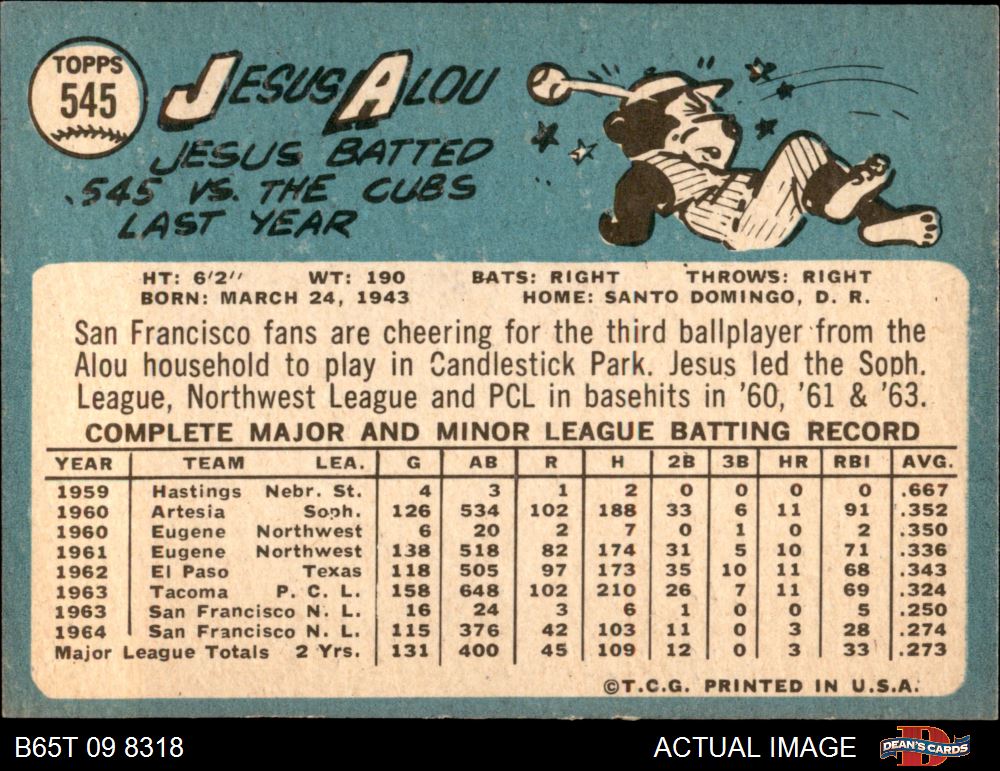 TOPPS
545
JESUS ALOU
JESUS BATTED
.545 VS. THE CUBS
LAST YEAR
HT: 6'2'' WT: 190 BATS: RIGHT THROWS: RIGHT
BORN: MARCH 24, 1943 HOME: SANTO DOMINGO, D. R.
San Francisco fans are cheering for the third ballplayer from the
Alou household to play in Candlestick Park. Jesus led the Soph.
League, Northwest League and PCL in basehits in '60, '61 & '63.
COMPLETE MAJOR AND MINOR LEAGUE BATTING RECORD
YEAR TEAM LEA. G AB R H 2B 3B HR RBI AVG.
1959 Hastings Nebr. St. 4 3 1 2 0 0 0 0 .667
1960 Artesia Soph. 126 534 102 188 33 6 11 91 .352
1960 Eugene Northwest 6 20 2 7 0 1 0 2 .350
1961 Eugene Northwest 138 518 82 174 31 5 10 71 .336
1962 El Paso Texas 118 505 97 173 35 10 11 68 .343
1963 Tacoma P. C. L. 158 648 102 210 26 7 11 69 .324
1963 San Francisco N. L. 16 24 3 6 1 0 0 5 .250
1964 San Francisco N. L. 115 376 42 103 11 0 3 28 .274
Major League Totals 2 Yrs. 131 400 45 109 12 0 3 33 .273
©T.C.G. PRINTED IN U.S.A.
B65T 09 8318 ACTUAL IMAGE DEAN'S CARDS